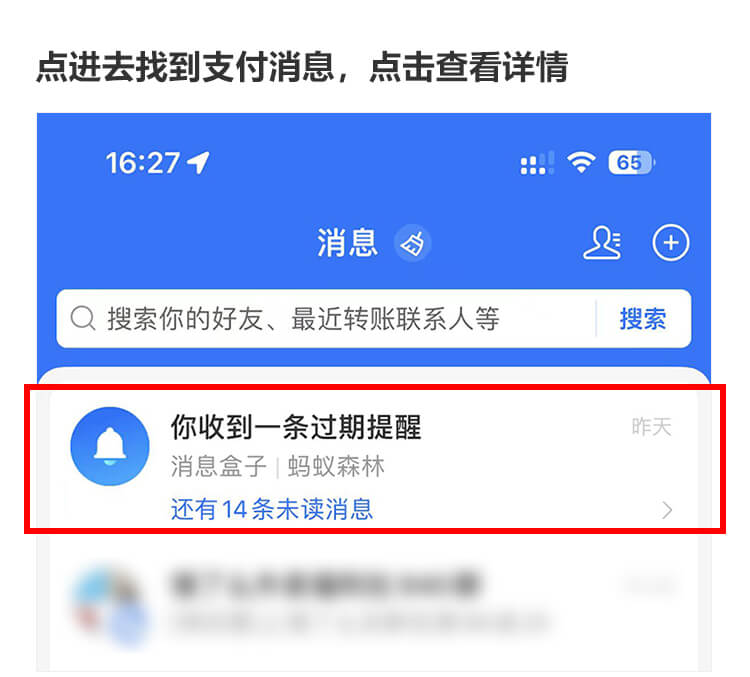 点进去找到支付消息，点击查看详情
16:27 65
消息
搜索你的好友、最近转账联系人等 搜索
你收到一条过期提醒 昨天
消息盒子 | 蚂蚁森林
还有14条未读消息